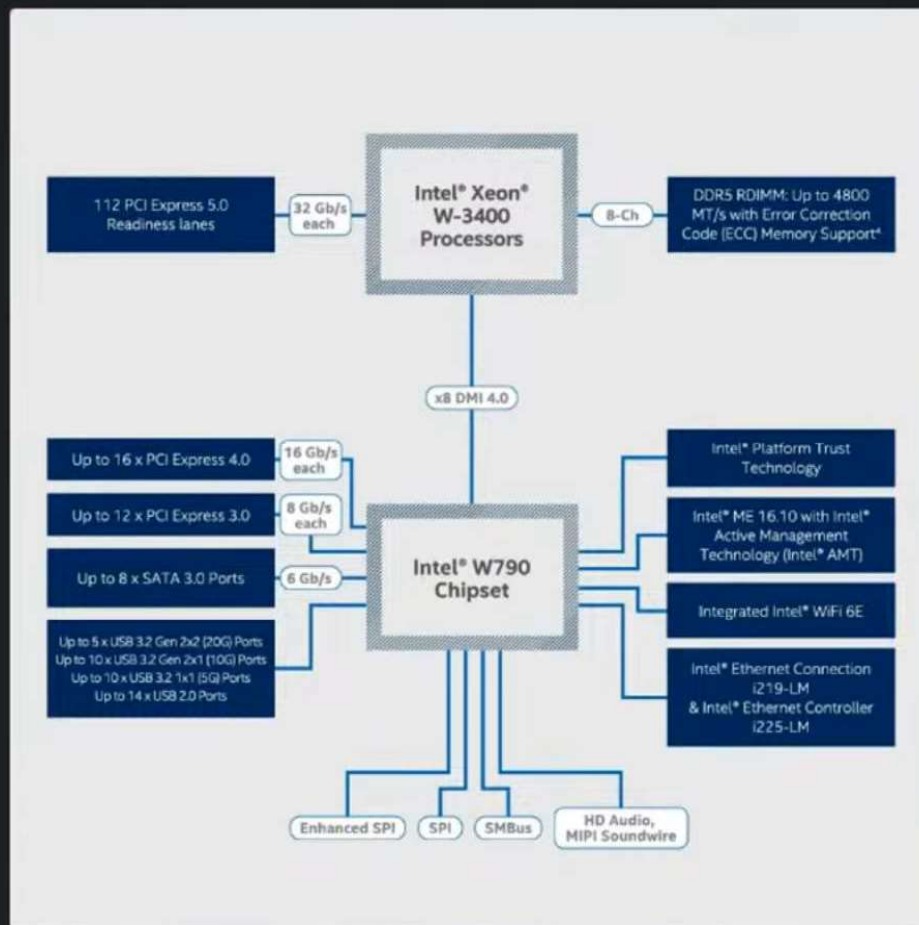 Intel® Xeon®
W-3400
Processors
112 PCI Express 5.0
Readiness lanes
32 Gb/s
each
8-Ch
DDR5 RDIMM: Up to 4800
MT/s with Error Correction
Code (ECC) Memory Support⁴
x8 DMI 4.0
Up to 16 x PCI Express 4.0
16 Gb/s
each
Up to 12 x PCI Express 3.0
8 Gb/s
each
Up to 8 x SATA 3.0 Ports
6 Gb/s
Up to 5 x USB 3.2 Gen 2x2 (20G) Ports
Up to 10 x USB 3.2 Gen 2x1 (10G) Ports
Up to 10 x USB 3.2 1x1 (5G) Ports
Up to 14 x USB 2.0 Ports
Intel® W790
Chipset
Intel® Platform Trust
Technology
Intel® ME 16.10 with Intel®
Active Management
Technology (Intel® AMT)
Integrated Intel® WiFi 6E
Intel® Ethernet Connection
i219-LM
& Intel® Ethernet Controller
i225-LM
Enhanced SPI
SPI
SMBus
HD Audio,
MIPI Soundwire